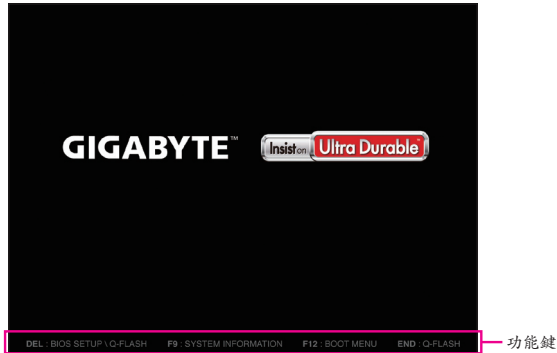 GIGABYTE™
Insist on Ultra Durable™
DEL : BIOS SETUP \ Q-FLASH F9 : SYSTEM INFORMATION F12 : BOOT MENU END : Q-FLASH
功能鍵